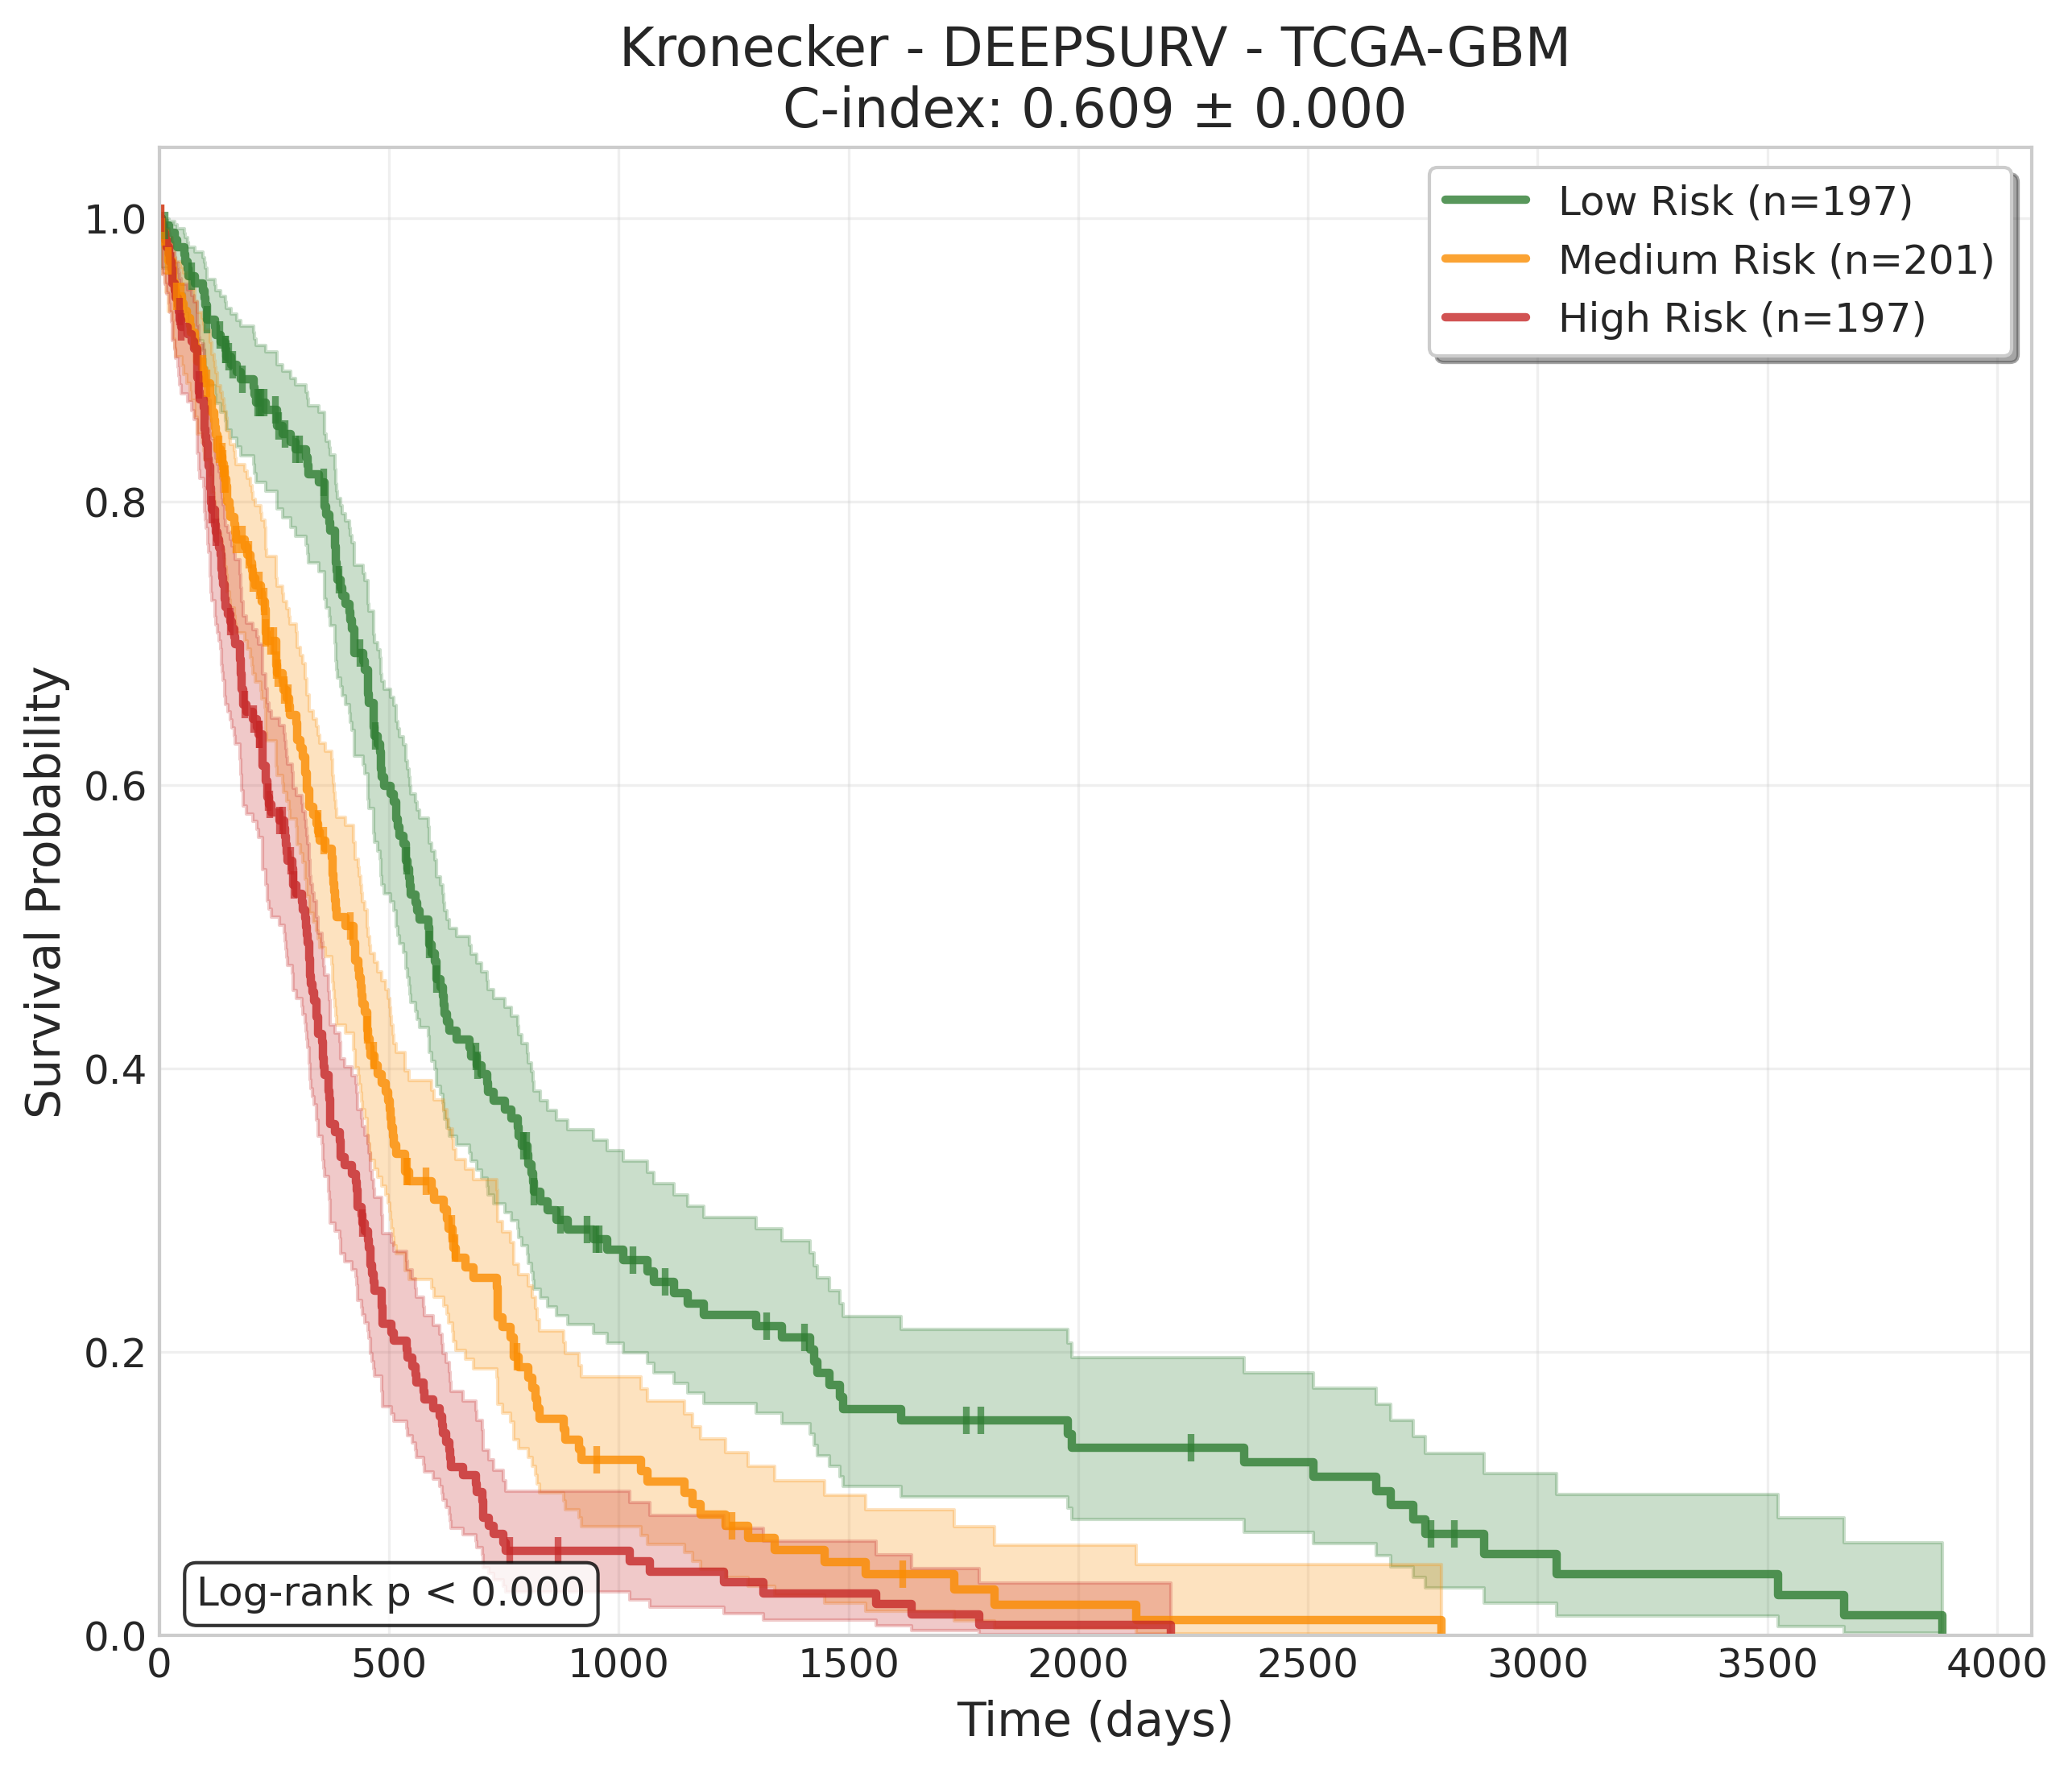 Kronecker - DEEPSURV - TCGA-GBM
C-index: 0.609 ± 0.000
Low Risk (n=197)
Medium Risk (n=201)
High Risk (n=197)
Survival Probability
1.0
0.8
0.6
0.4
0.2
0.0
Log-rank p < 0.000
0 500 1000 1500 2000 2500 3000 3500 4000
Time (days)